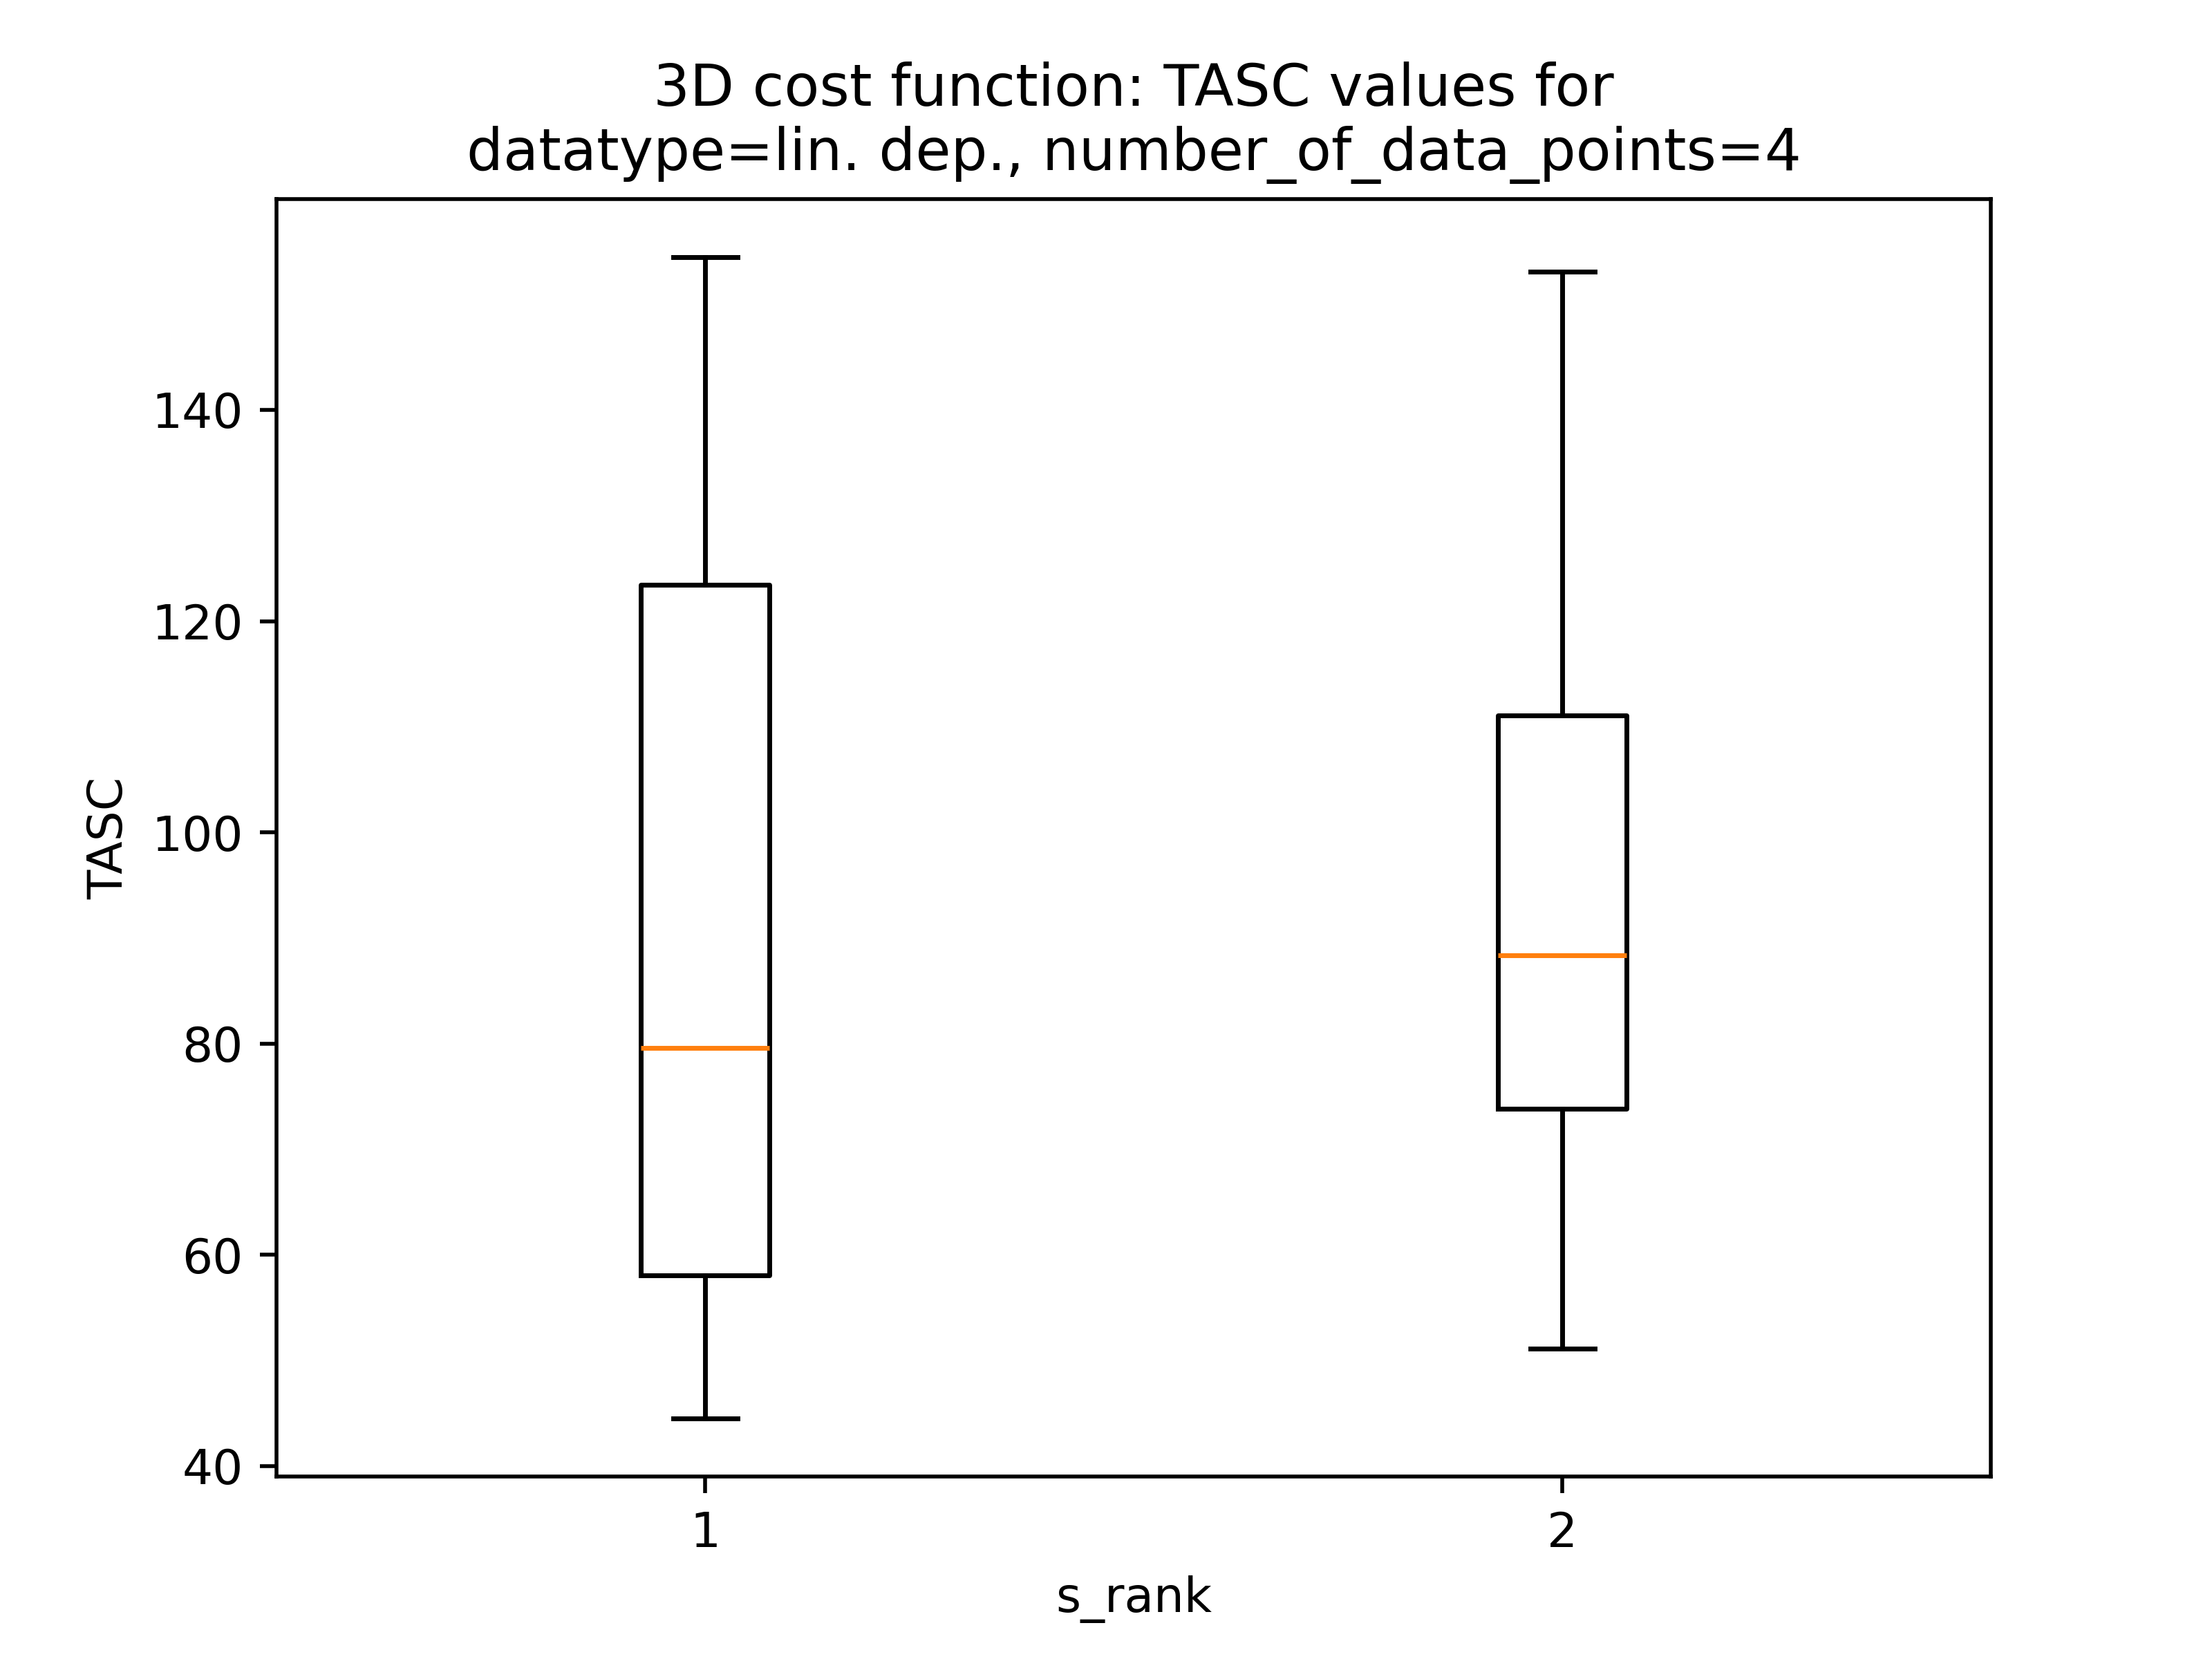 3D cost function: TASC values for
datatype=lin. dep., number_of_data_points=4
TASC
140
120
100
80
60
40
1
2
s_rank